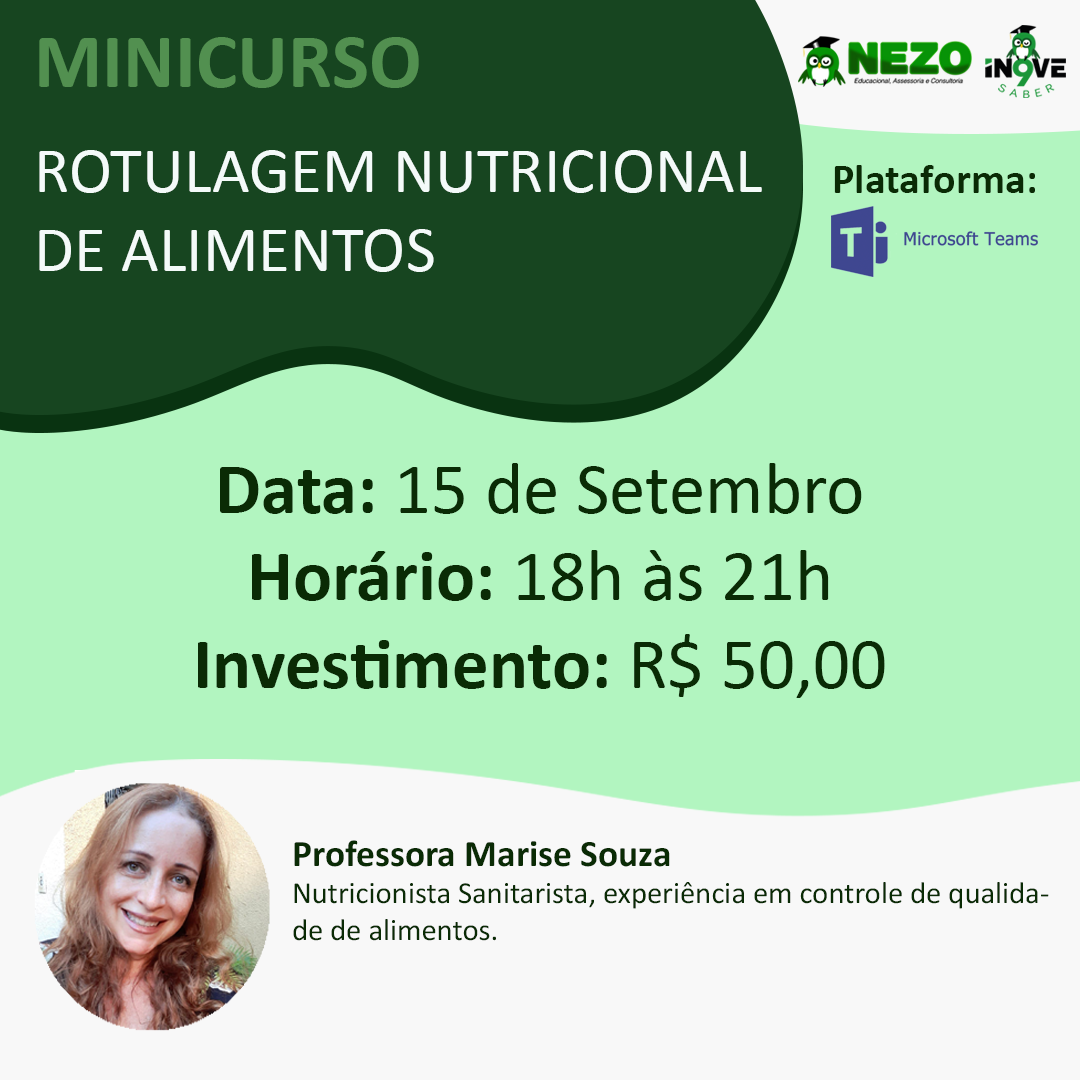 MINICURSO
ROTULAGEM NUTRICIONAL
DE ALIMENTOS
NEZO
Educacional, Assessoria e Consultoria
iN9VE
SABER
Plataforma:
T
Microsoft Teams
Data: 15 de Setembro
Horário: 18h às 21h
Investimento: R$ 50,00
Professora Marise Souza
Nutricionista Sanitarista, experiência em controle de qualida-
de de alimentos.